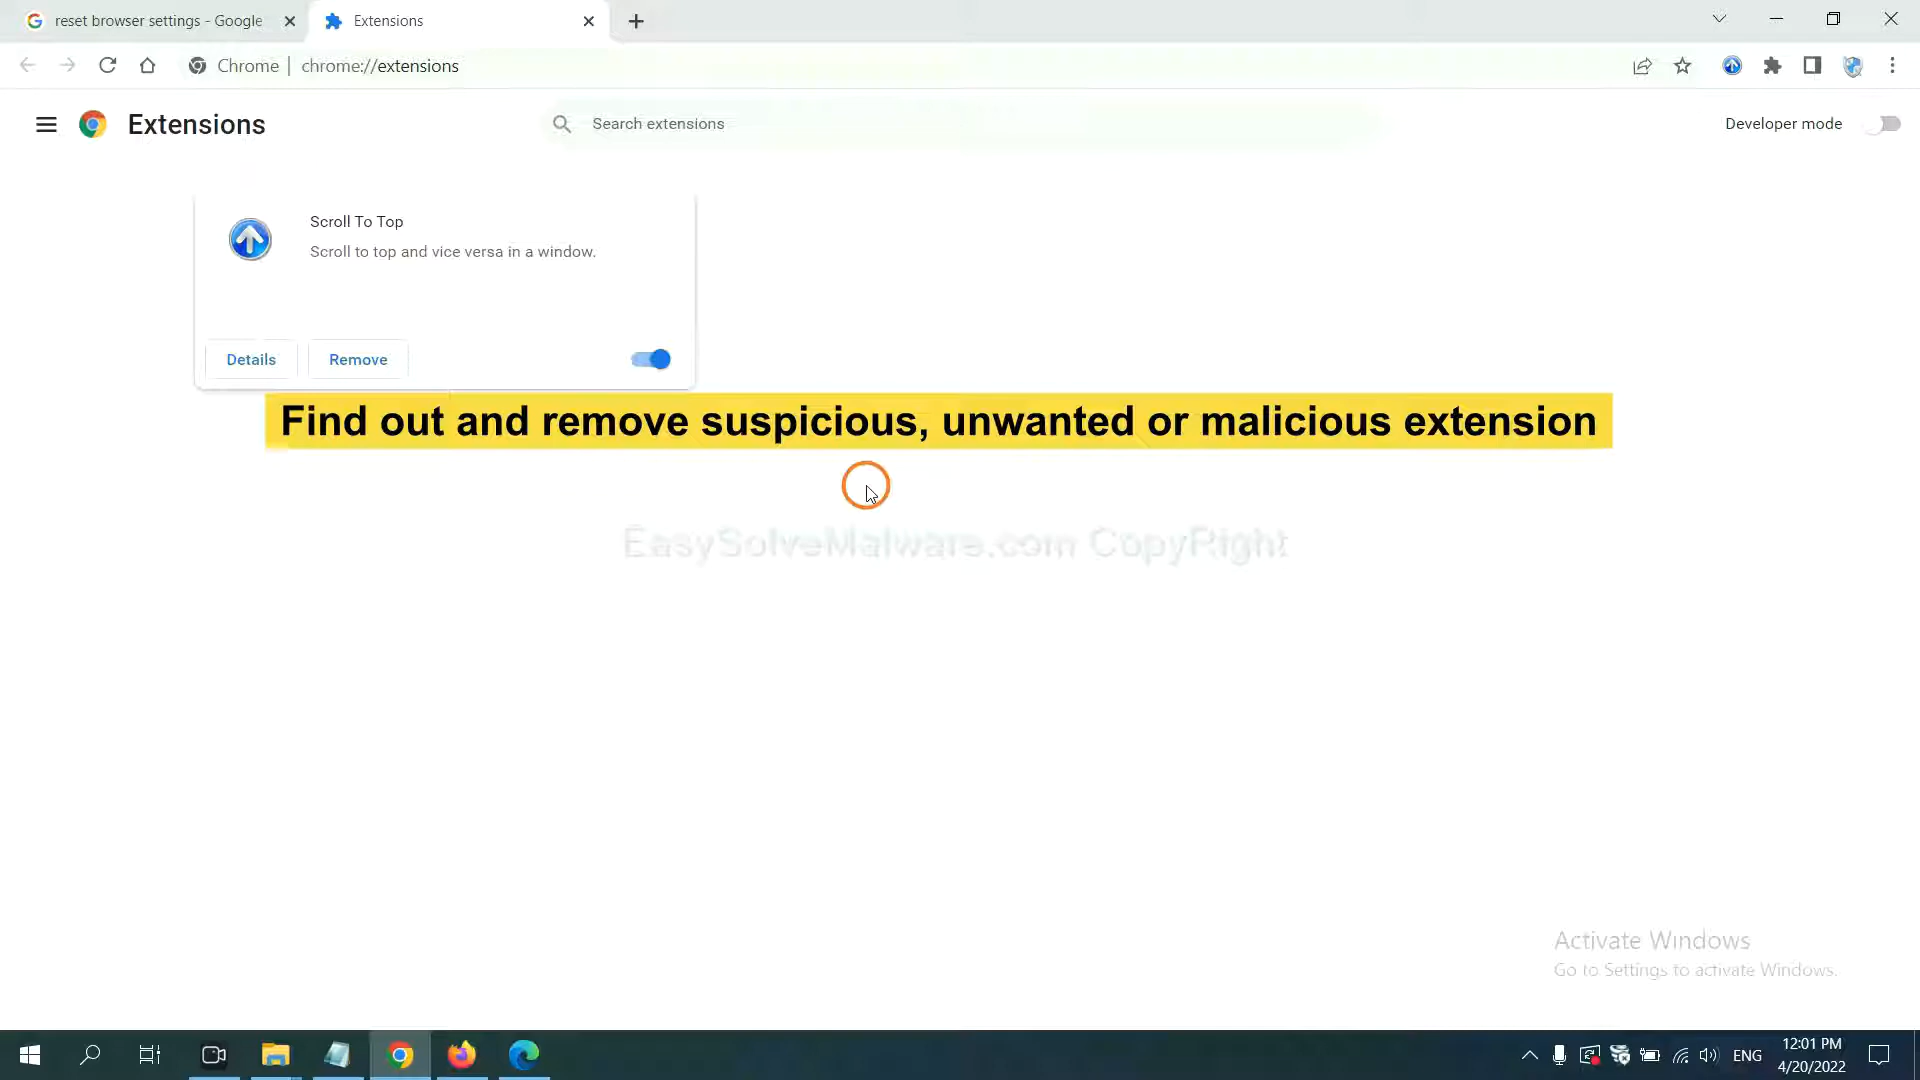 reset browser settings - Google
Extensions
Chrome | chrome://extensions
Extensions
Search extensions
Developer mode
Scroll To Top
Scroll to top and vice versa in a window.
Details
Remove
Find out and remove suspicious, unwanted or malicious extension
EasySolveMalware.com CopyRight
Activate Windows
Go to Settings to activate Windows.
ENG
12:01 PM
4/20/2022